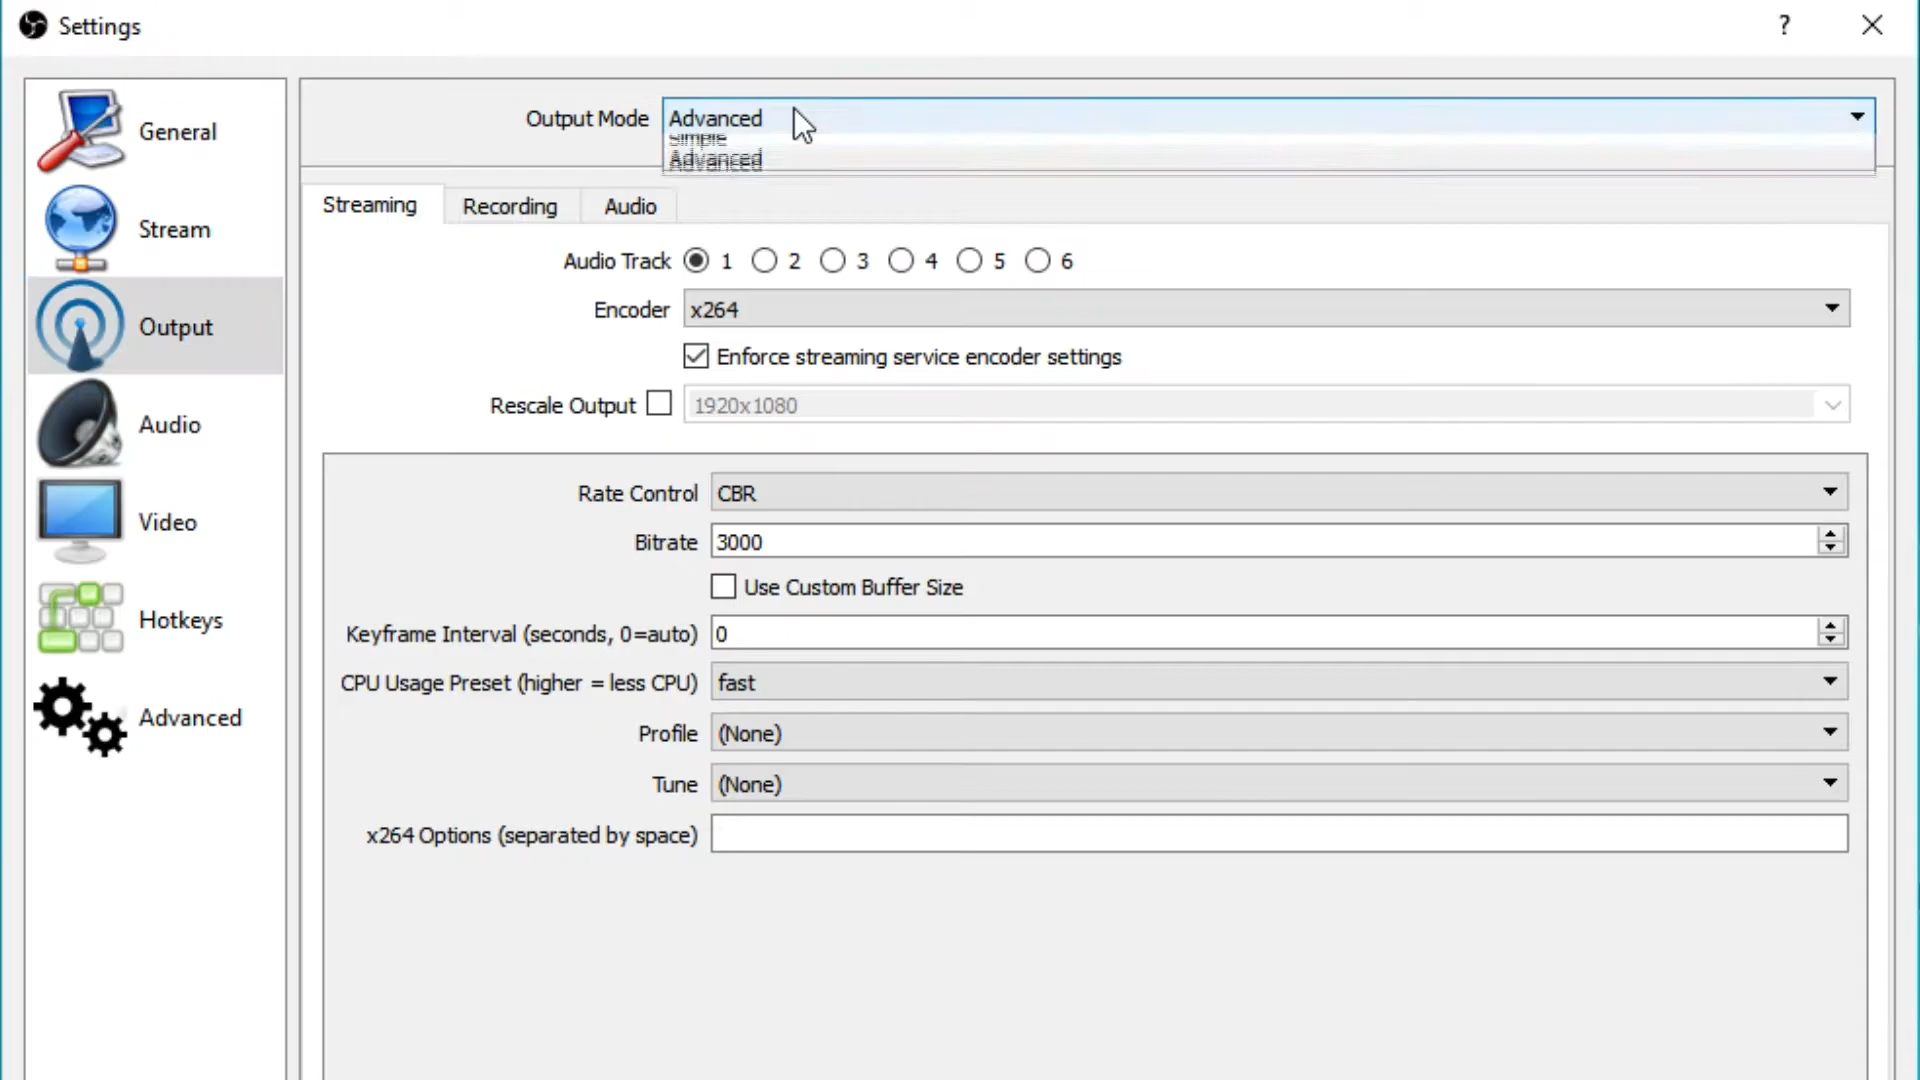 Settings
?
General
Stream
Output
Audio
Video
Hotkeys
Advanced
Output Mode Advanced
Simple
Advanced
Streaming Recording Audio
Audio Track 1 2 3 4 5 6
Encoder x264
Enforce streaming service encoder settings
Rescale Output 1920x1080
Rate Control CBR
Bitrate 3000
Use Custom Buffer Size
Keyframe Interval (seconds, 0=auto) 0
CPU Usage Preset (higher = less CPU) fast
Profile (None)
Tune (None)
x264 Options (separated by space)